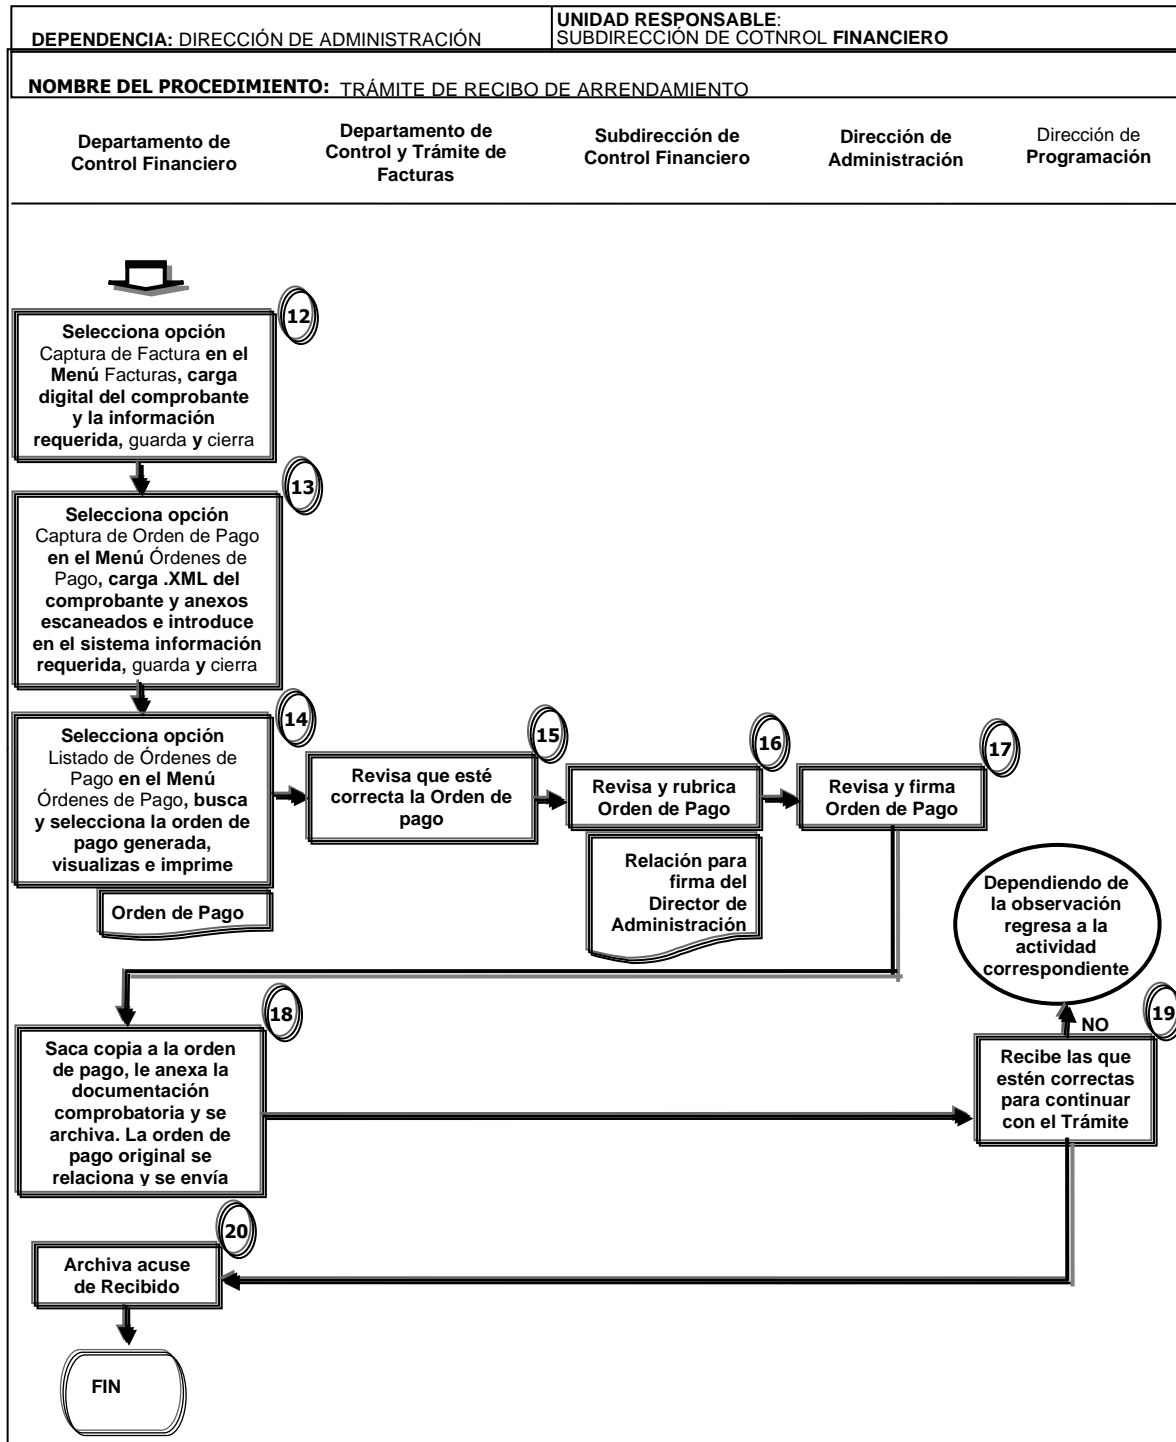 DEPENDENCIA: DIRECCIÓN DE ADMINISTRACIÓN
UNIDAD RESPONSABLE:
SUBDIRECCIÓN DE COTNROL FINANCIERO
NOMBRE DEL PROCEDIMIENTO: TRÁMITE DE RECIBO DE ARRENDAMIENTO
Departamento de
Control Financiero
Departamento de
Control y Trámite de
Facturas
Subdirección de
Control Financiero
Dirección de
Administración
Dirección de
Programación
12
Selecciona opción
Captura de Factura en el
Menú Facturas, carga
digital del comprobante
y la información
requerida, guarda y cierra
13
Selecciona opción
Captura de Orden de Pago
en el Menú Órdenes de
Pago, carga .XML del
comprobante y anexos
escaneados e introduce
en el sistema información
requerida, guarda y cierra
14
Selecciona opción
Listado de Órdenes de
Pago en el Menú
Órdenes de Pago, busca
y selecciona la orden de
pago generada,
visualizas e imprime
Orden de Pago
15
Revisa que esté
correcta la Orden de
pago
16
Revisa y rubrica
Orden de Pago
Relación para
firma del
Director de
Administración
17
Revisa y firma
Orden de Pago
Dependiendo de
la observación
regresa a la
actividad
correspondiente
18
Saca copia a la orden
de pago, le anexa la
documentación
comprobatoria y se
archiva. La orden de
pago original se
relaciona y se envía
NO
19
Recibe las que
estén correctas
para continuar
con el Trámite
20
Archiva acuse
de Recibido
FIN